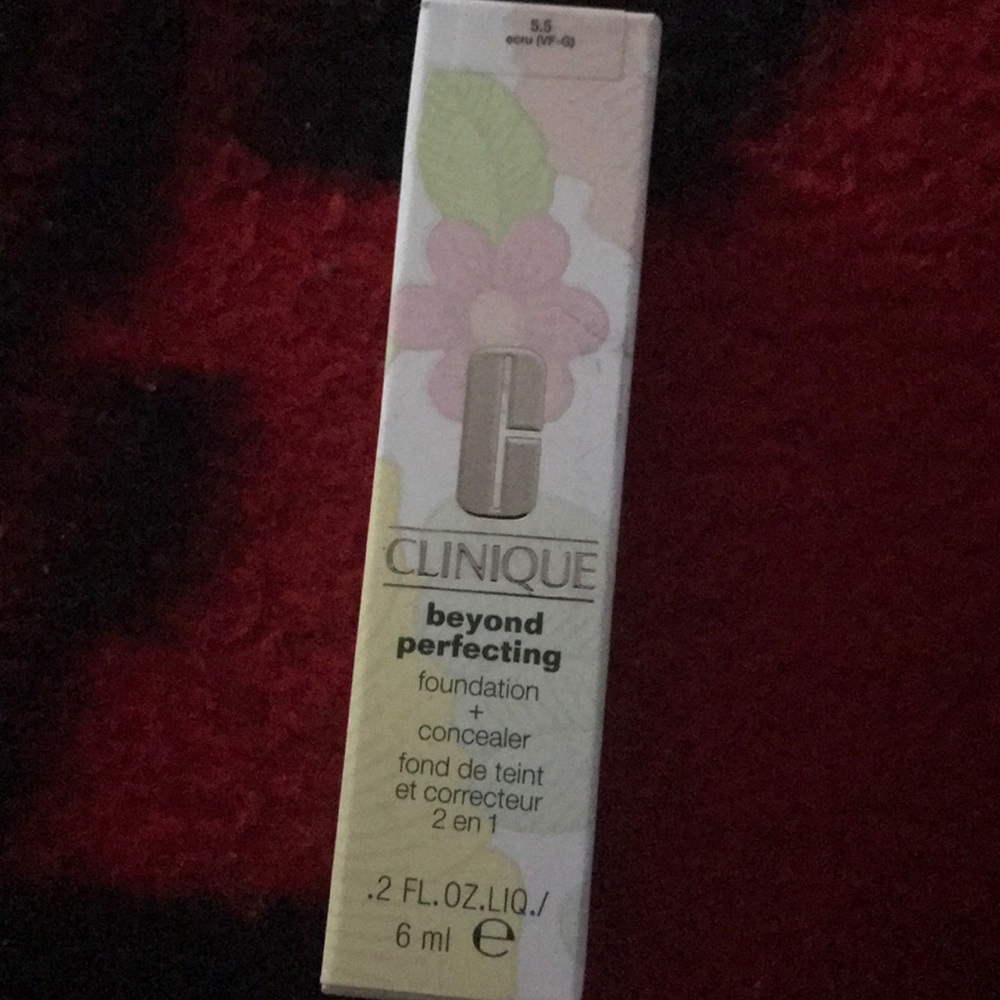 5.5
ecru (VF-G)
CLINIQUE
beyond
perfecting
foundation
+
concealer
fond de teint
et correcteur
2 en 1
.2 FL.OZ.LIQ./
6 ml ℮